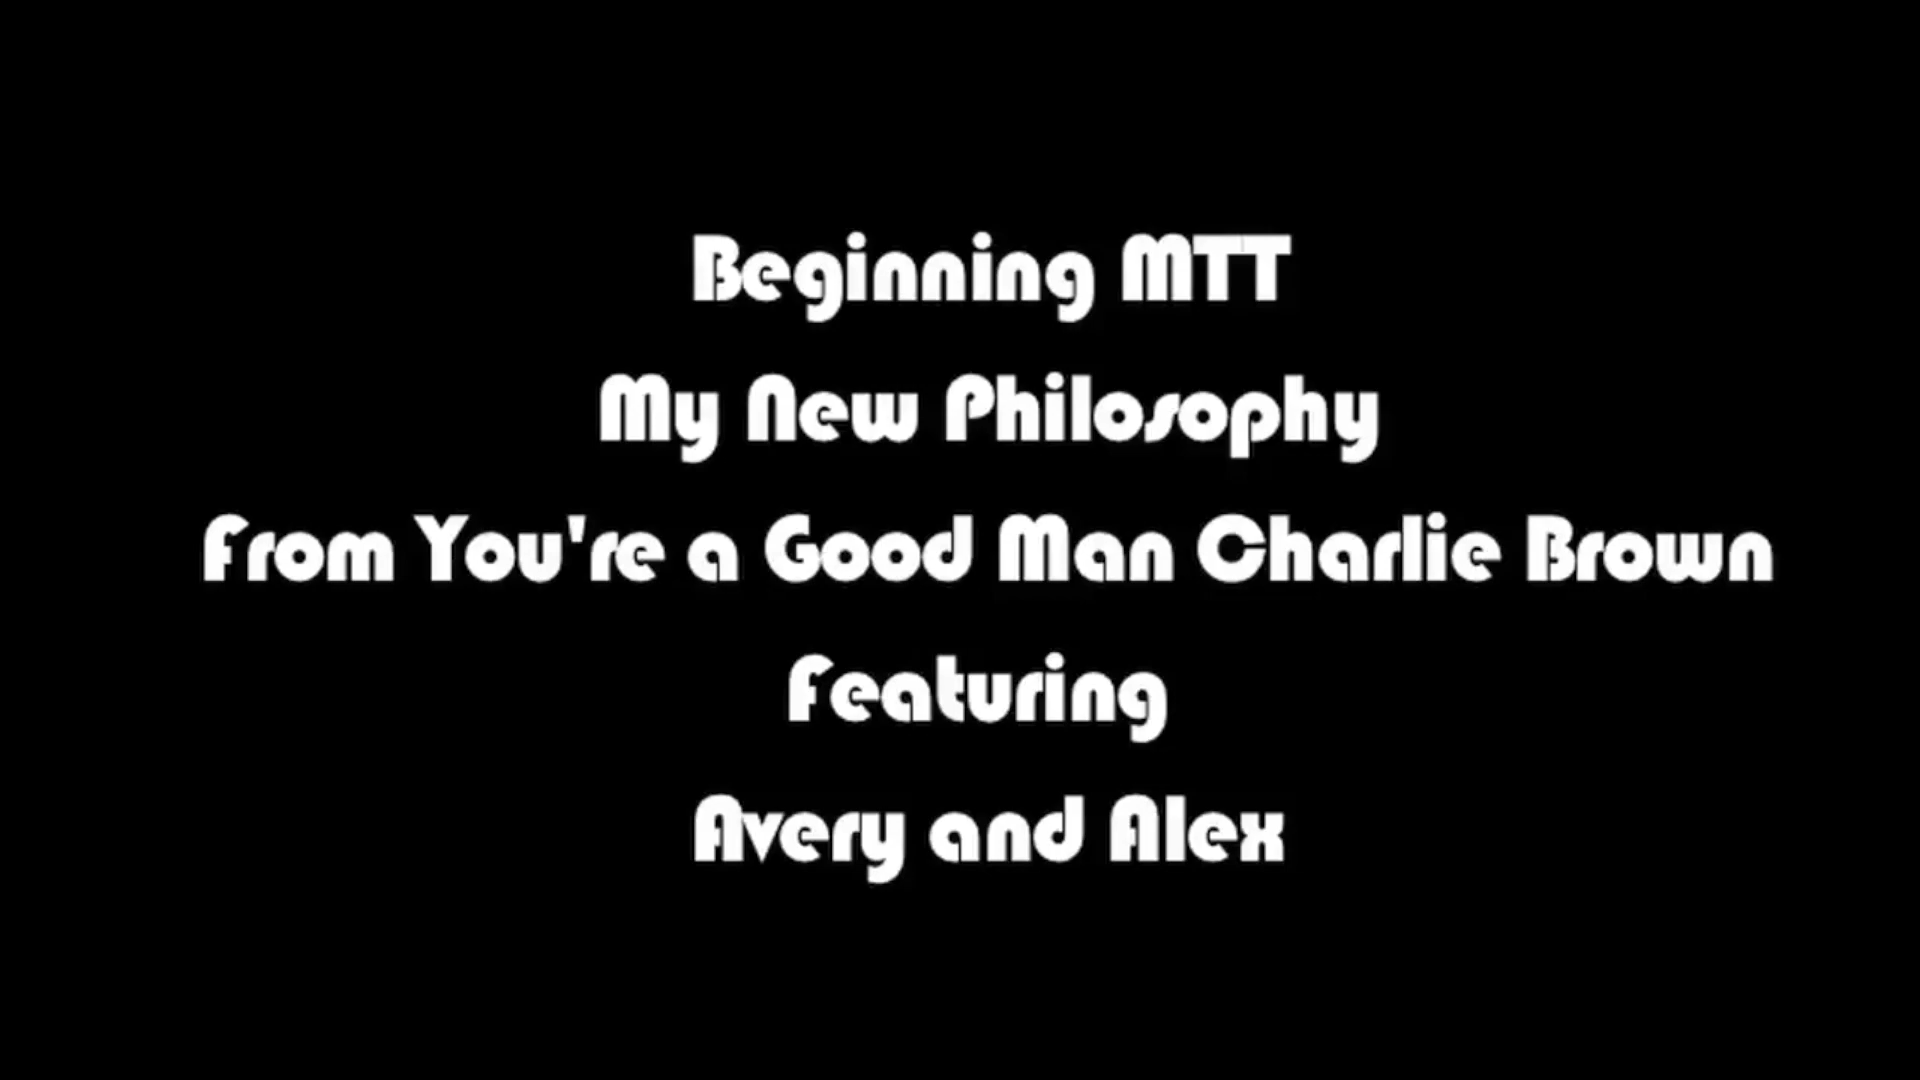 Beginning MTT
My New Philosophy
From You're a Good Man Charlie Brown
Featuring
Avery and Alex